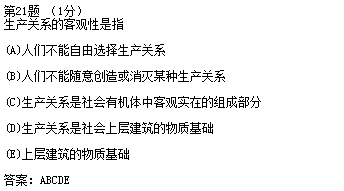 第21题 （1分）
生产关系的客观性是指
(A)人们不能自由选择生产关系
(B)人们不能随意创造或消灭某种生产关系
(C)生产关系是社会有机体中客观实在的组成部分
(D)生产关系是社会上层建筑的物质基础
(E)上层建筑的物质基础
答案：ABCDE